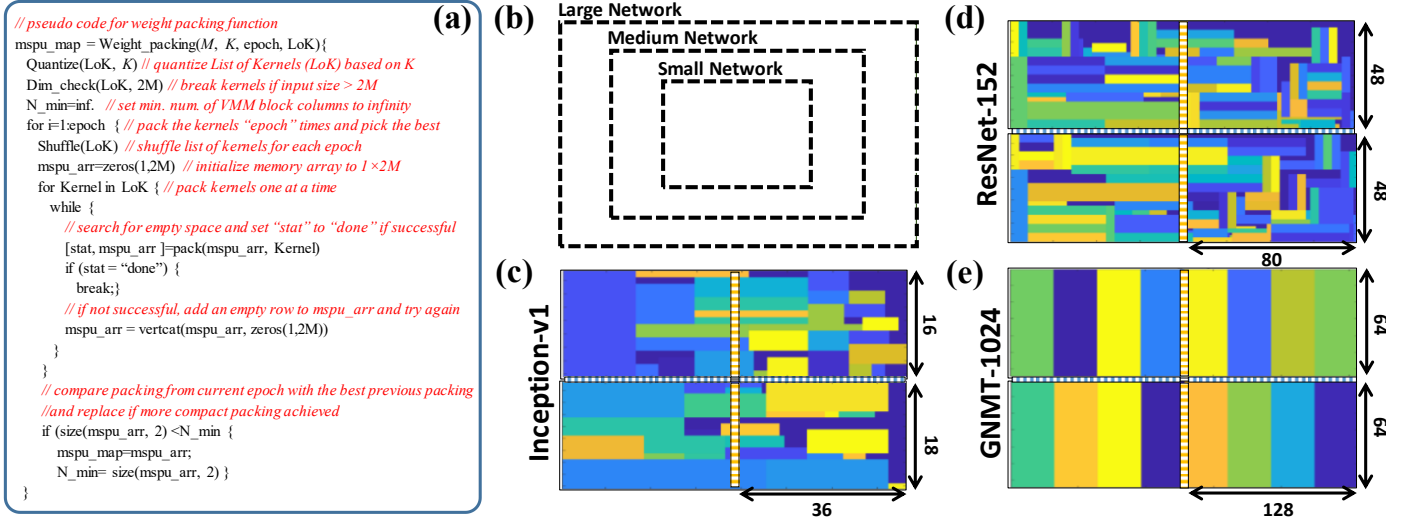 (a)
// pseudo code for weight packing function
mspu_map = Weight_packing(M, K, epoch, LoK){
Quantize(LoK, K) // quantize List of Kernels (LoK) based on K
Dim_check(LoK, 2M) // break kernels if input size > 2M
N_min=inf. // set min. num. of VMM block columns to infinity
for i=1:epoch { // pack the kernels “epoch” times and pick the best
Shuffle(LoK) // shuffle list of kernels for each epoch
mspu_arr=zeros(1,2M) // initialize memory array to 1×2M
for Kernel in LoK { // pack kernels one at a time
while {
// search for empty space and set “stat” to “done” if successful
[stat, mspu_arr ]=pack(mspu_arr, Kernel)
if (stat = “done”) {
break;}
// if not successful, add an empty row to mspu_arr and try again
mspu_arr = vertcat(mspu_arr, zeros(1,2M))
}
}
// compare packing from current epoch with the best previous packing
//and replace if more compact packing achieved
if (size(mspu_arr, 2) <N_min {
mspu_map=mspu_arr;
N_min= size(mspu_arr, 2) }
}
(b)
Large Network
Medium Network
Small Network
(c)
Inception-v1
16
18
36
(d)
ResNet-152
48
48
80
(e)
GNMT-1024
64
64
128